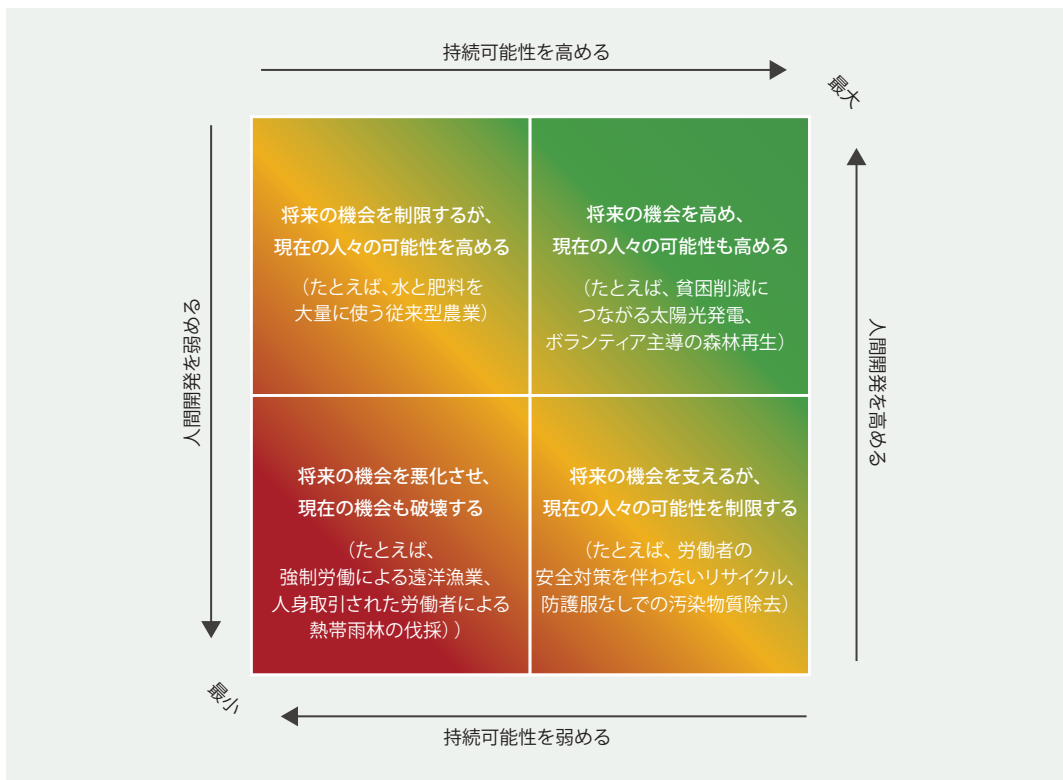 持続可能性を高める
最大
人間開発を弱める
将来の機会を制限するが、
現在の人々の可能性を高める
（たとえば、水と肥料を
大量に使う従来型農業）
将来の機会を高め、
現在の人々の可能性も高める
（たとえば、貧困削減に
つながる太陽光発電、
ボランティア主導の森林再生）
人間開発を高める
将来の機会を悪化させ、
現在の機会も破壊する
（たとえば、
強制労働による遠洋漁業、
人身取引された労働者による
熱帯雨林の伐採））
将来の機会を支えるが、
現在の人々の可能性を制限する
（たとえば、労働者の
安全対策を伴わないリサイクル、
防護服なしでの汚染物質除去）
最小
持続可能性を弱める